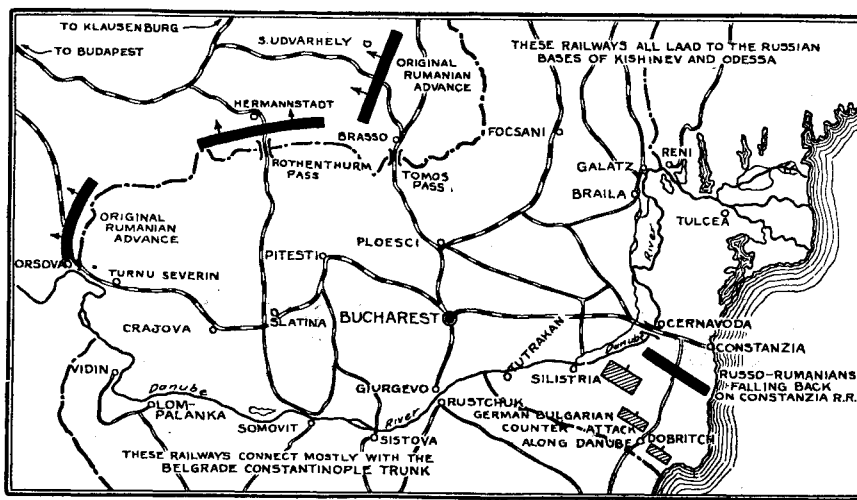 TO KLAUSENBURG
TO BUDAPEST
S. UDVARHELY
ORIGINAL
RUMANIAN
ADVANCE
THESE RAILWAYS ALL LAAD TO THE RUSSIAN
BASES OF KISHINEV AND ODESSA
HERMANNSTADT
BRASSO
FOCSANI
ROTHENTHURM
PASS
TOMOS
PASS
GALATZ
RENI
BRAILA
TULCEA
ORIGINAL
RUMANIAN
ADVANCE
ORSOVA
TURNU SEVERIN
PITESTI
PLOESCI
River
CRAJOVA
SLATINA
BUCHAREST
TUTRAKAN
Danube
CERNAVODA
CONSTANZIA
VIDIN
Danube
GIURGEVO
SILISTRIA
RUSSO-RUMANIANS
FALLING BACK
ON CONSTANZIA R.R.
LOM-
PALANKA
SOMOVIT
River
RUSTCHUK
SISTOVA
GERMAN BULGARIAN
COUNTER-ATTACK
ALONG DANUBE
DOBRITCH
THESE RAILWAYS CONNECT MOSTLY WITH THE
BELGRADE CONSTANTINOPLE TRUNK